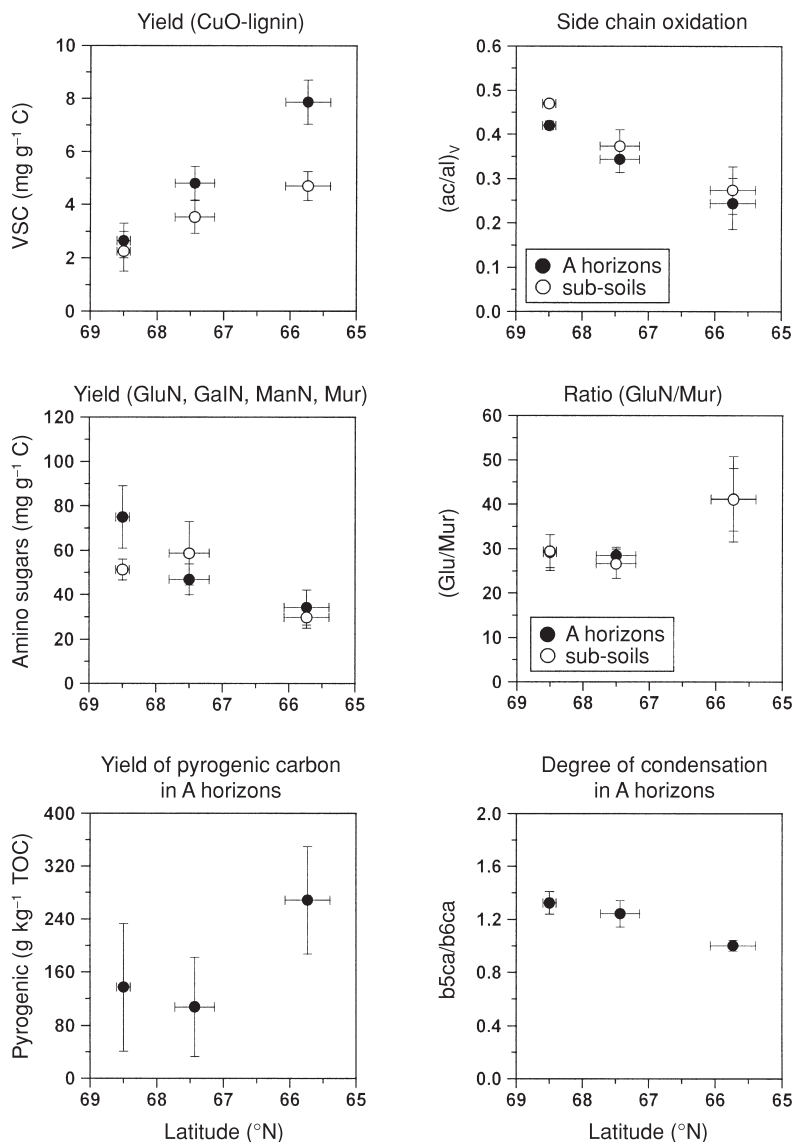 Yield (CuO-lignin)
VSC (mg g⁻¹ C)
10
8
6
4
2
0
69 68 67 66 65
Side chain oxidation
(ac/al)ᵥ
0.6
0.5
0.4
0.3
0.2
0.1
0.0
A horizons
sub-soils
69 68 67 66 65
Yield (GluN, GalN, ManN, Mur)
Amino sugars (mg g⁻¹ C)
120
100
80
60
40
20
0
69 68 67 66 65
Ratio (GluN/Mur)
(Glu/Mur)
60
50
40
30
20
10
0
A horizons
sub-soils
69 68 67 66 65
Yield of pyrogenic carbon
in A horizons
Pyrogenic (g kg⁻¹ TOC)
400
360
240
160
80
0
69 68 67 66 65
Latitude (°N)
Degree of condensation
in A horizons
b5ca/b6ca
2.0
1.6
1.2
0.8
0.4
0.0
69 68 67 66 65
Latitude (°N)